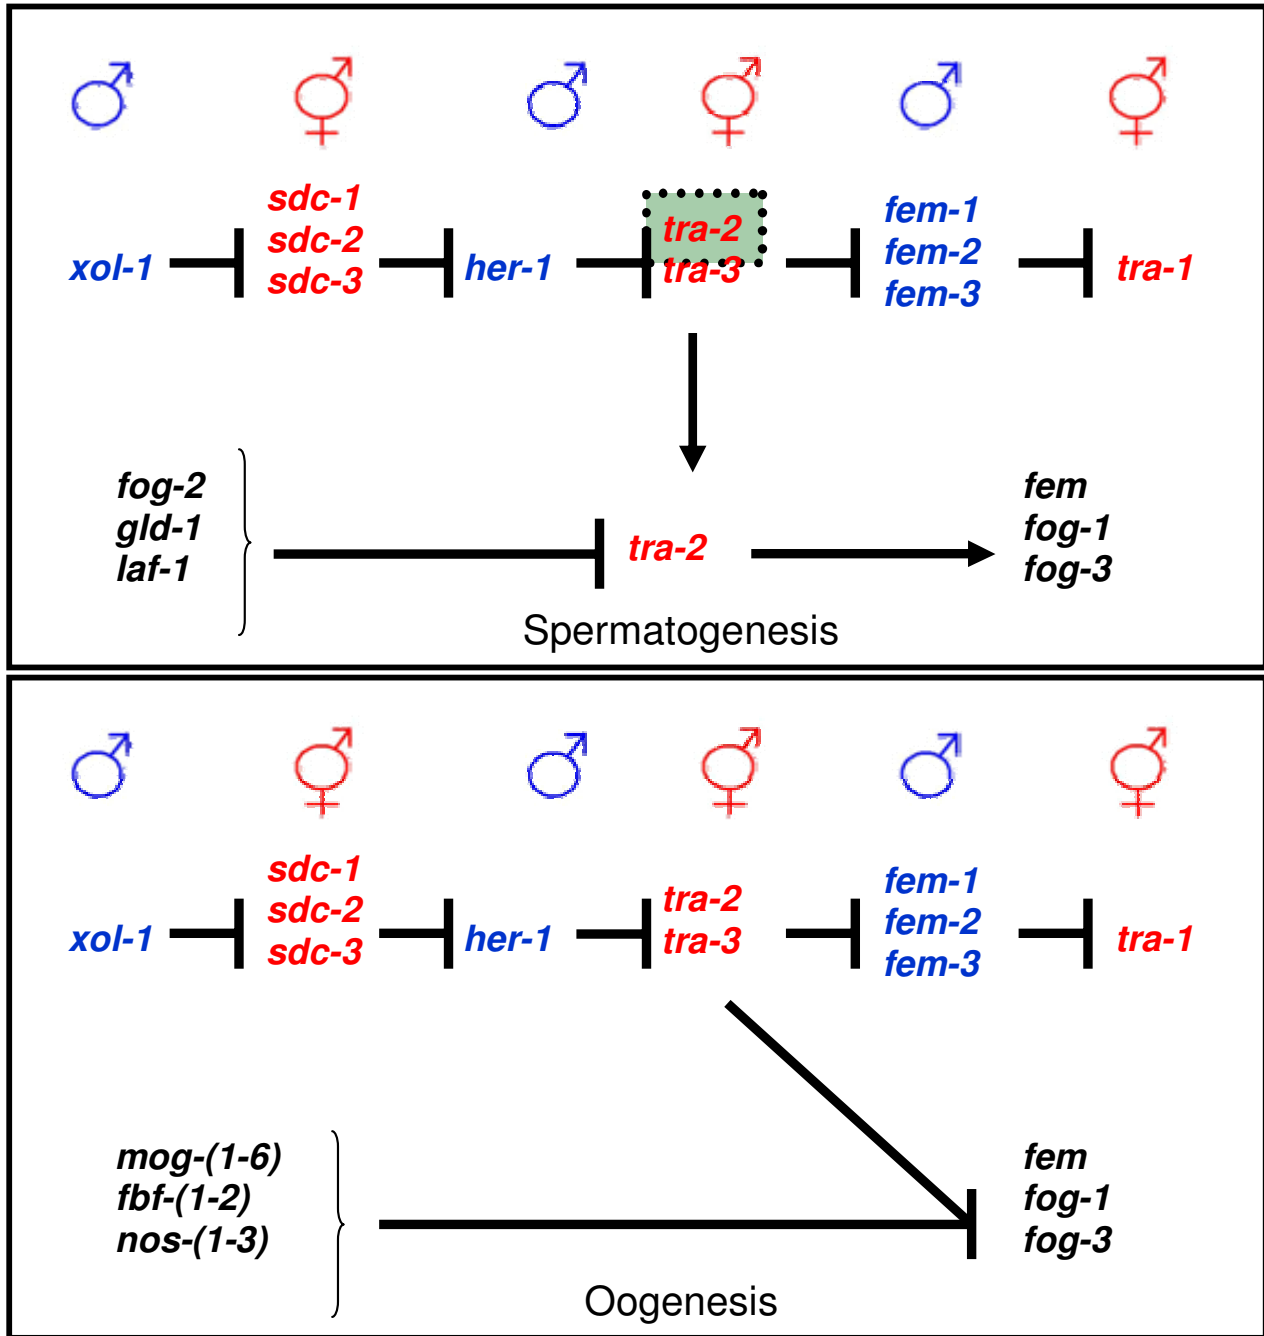 sdc-1
sdc-2
sdc-3
xol-1
her-1
tra-2
tra-3
fem-1
fem-2
fem-3
tra-1
fog-2
gld-1
laf-1
tra-2
fem
fog-1
fog-3
Spermatogenesis
sdc-1
sdc-2
sdc-3
xol-1
her-1
tra-2
tra-3
fem-1
fem-2
fem-3
tra-1
mog-(1-6)
fbf-(1-2)
nos-(1-3)
fem
fog-1
fog-3
Oogenesis